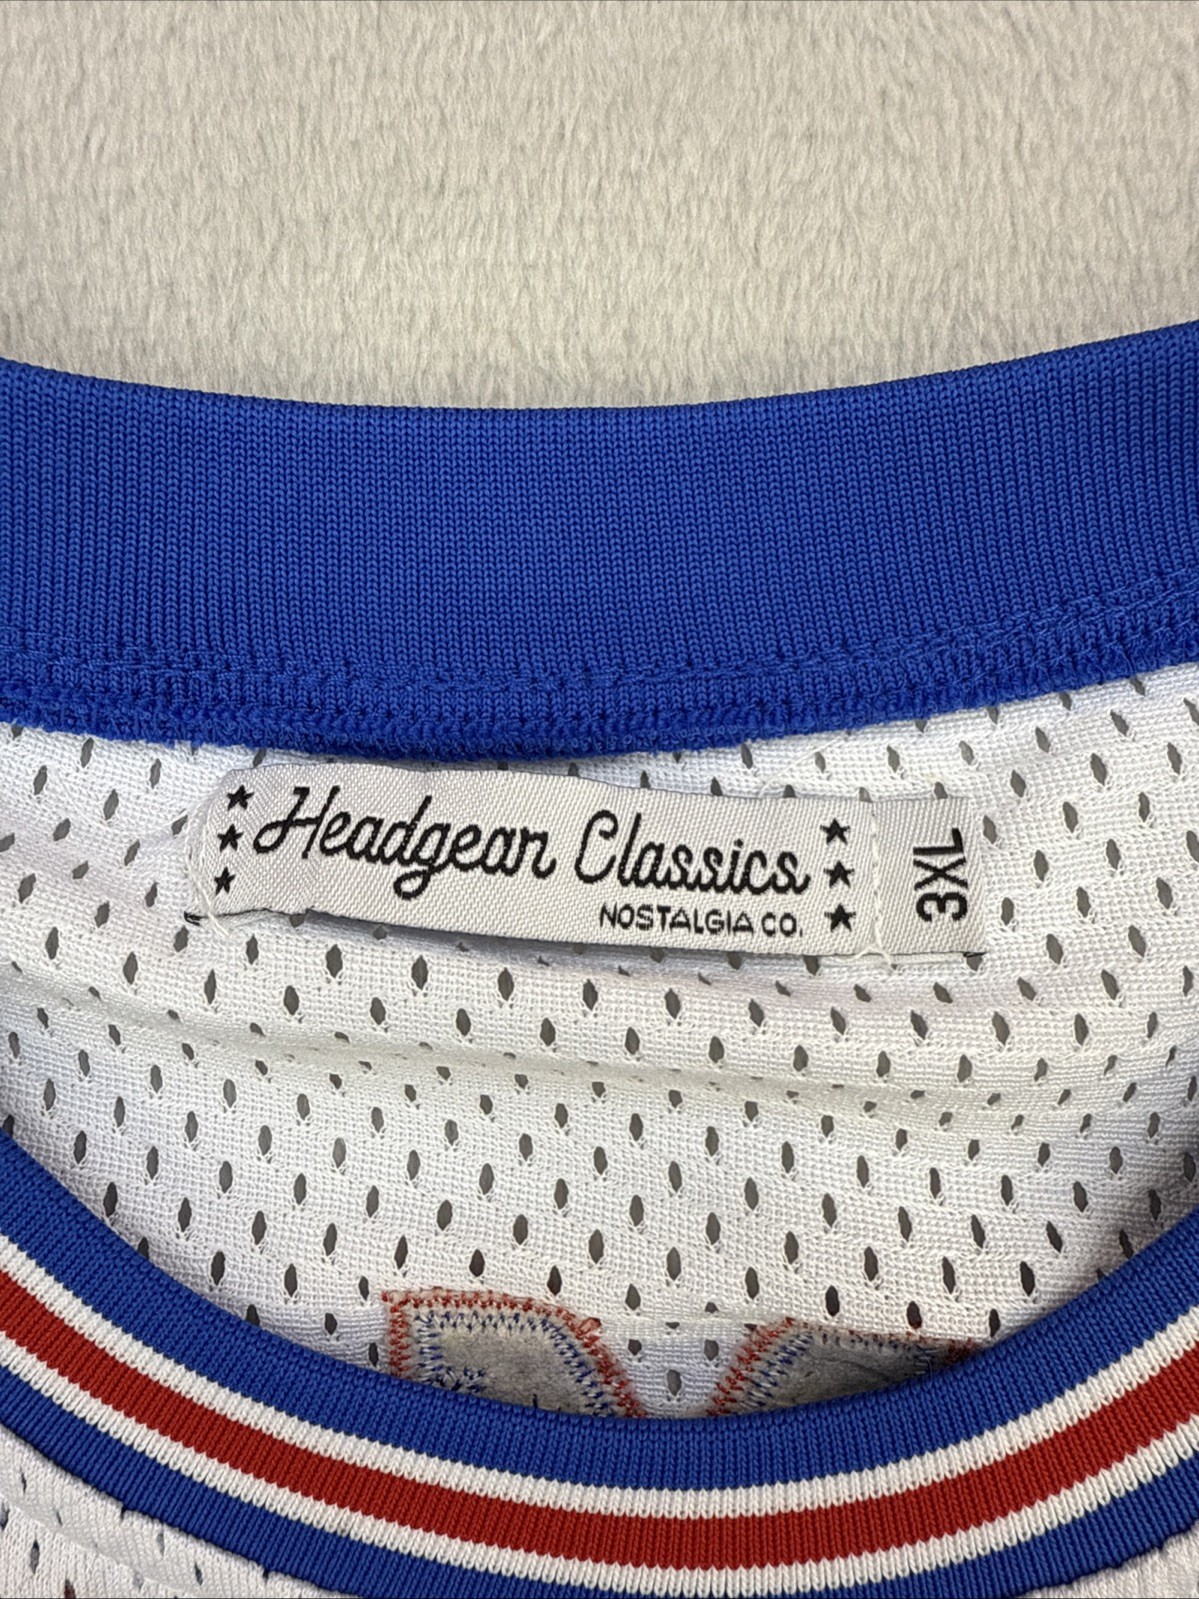 Headgear Classics
NOSTALGIA CO.
3XL